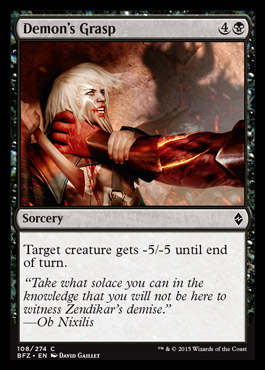 Demon's Grasp 4
Sorcery
Target creature gets -5/-5 until end
of turn.
"Take what solace you can in the
knowledge that you will not be here to
witness Zendikar's demise."
—Ob Nixilis
108/274 C
BFZ • EN DAVID GAILLET
™ & © 2015 Wizards of the Coast